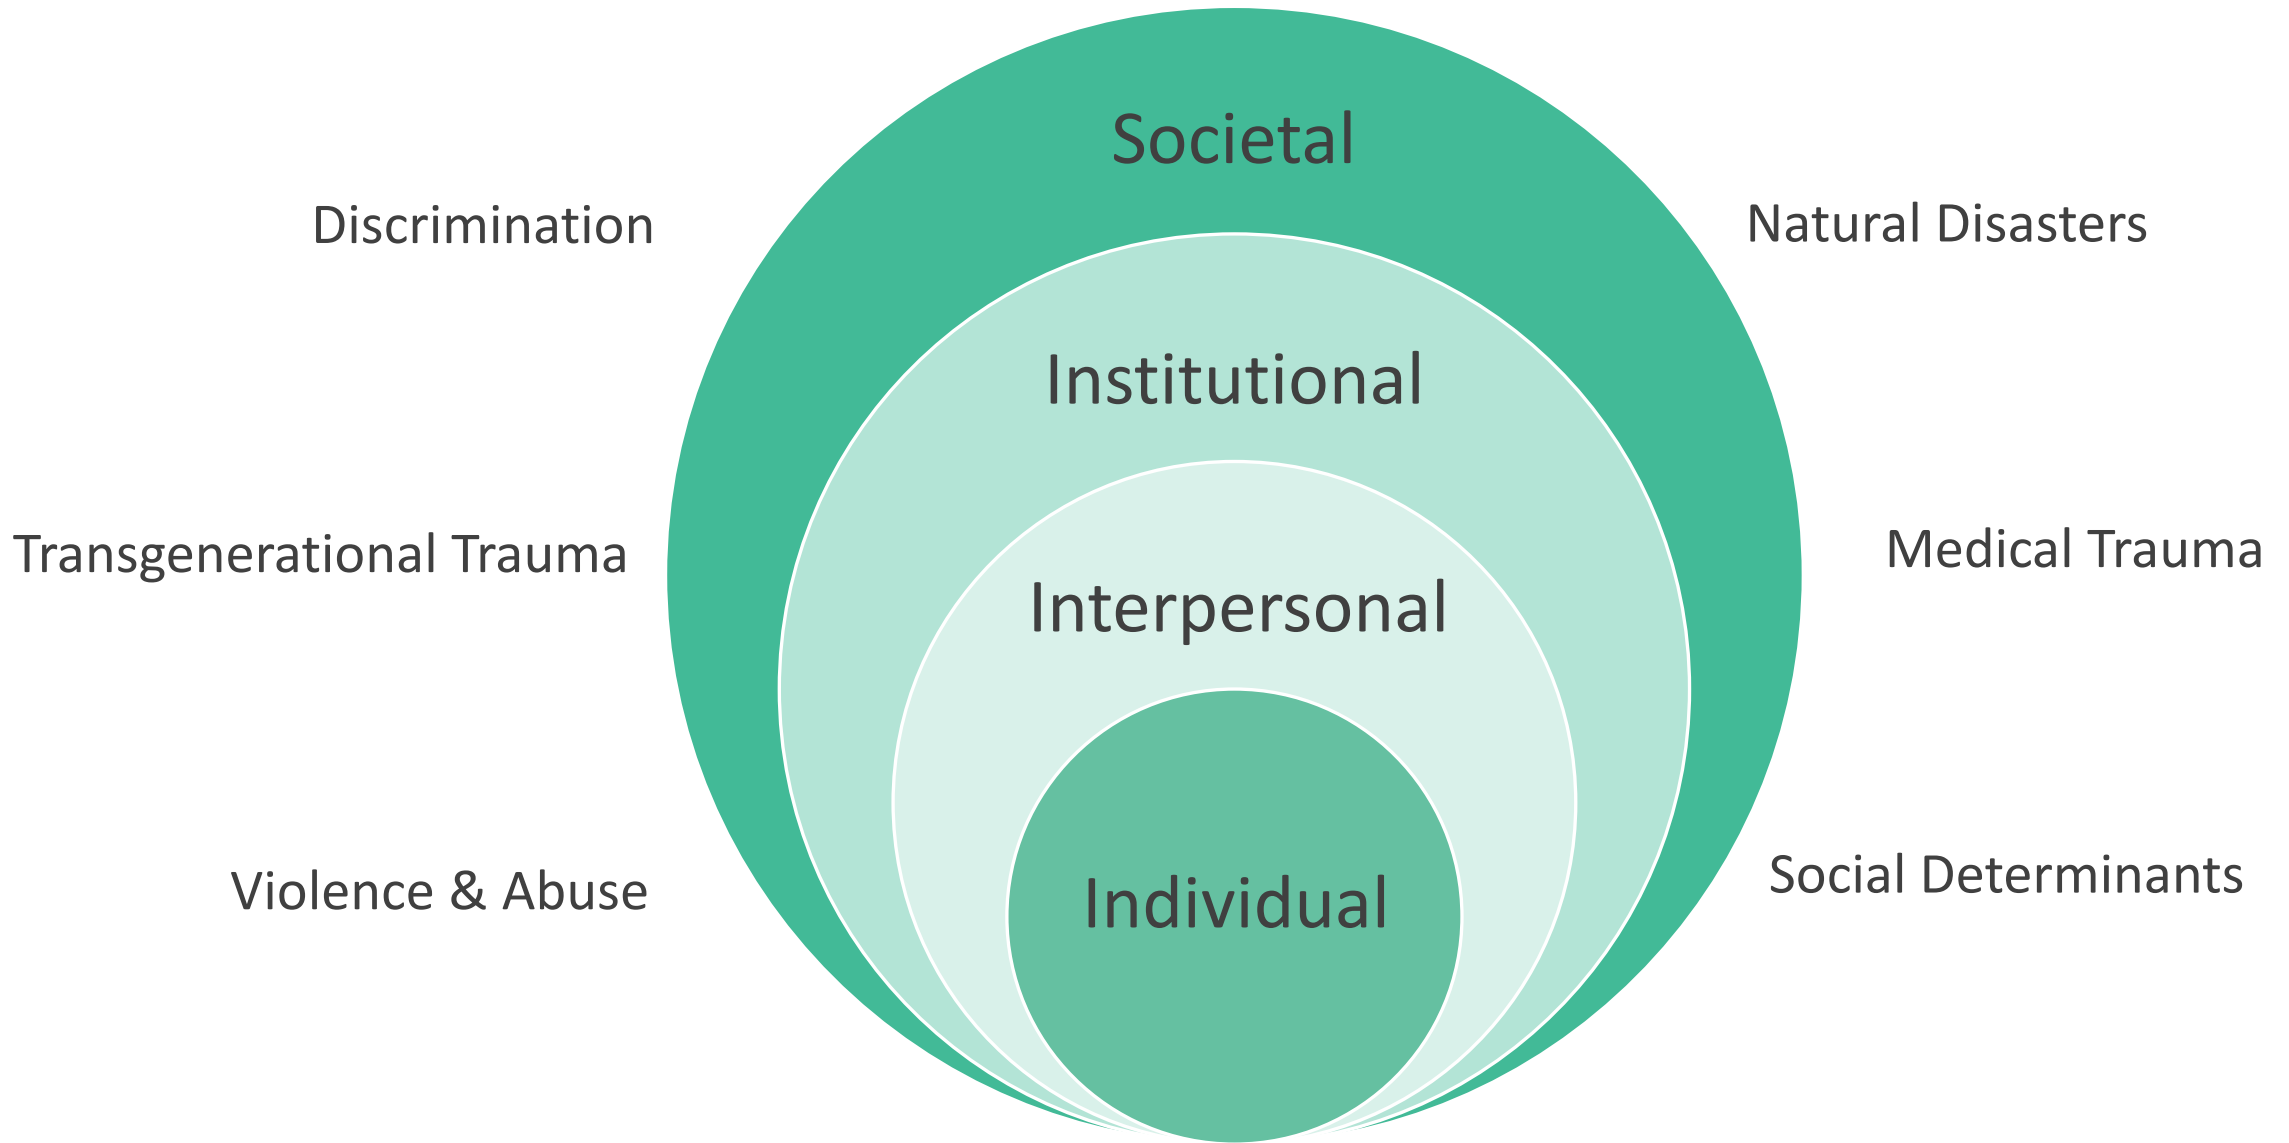 Societal
Discrimination
Natural Disasters
Institutional
Transgenerational Trauma
Medical Trauma
Interpersonal
Violence & Abuse
Individual
Social Determinants